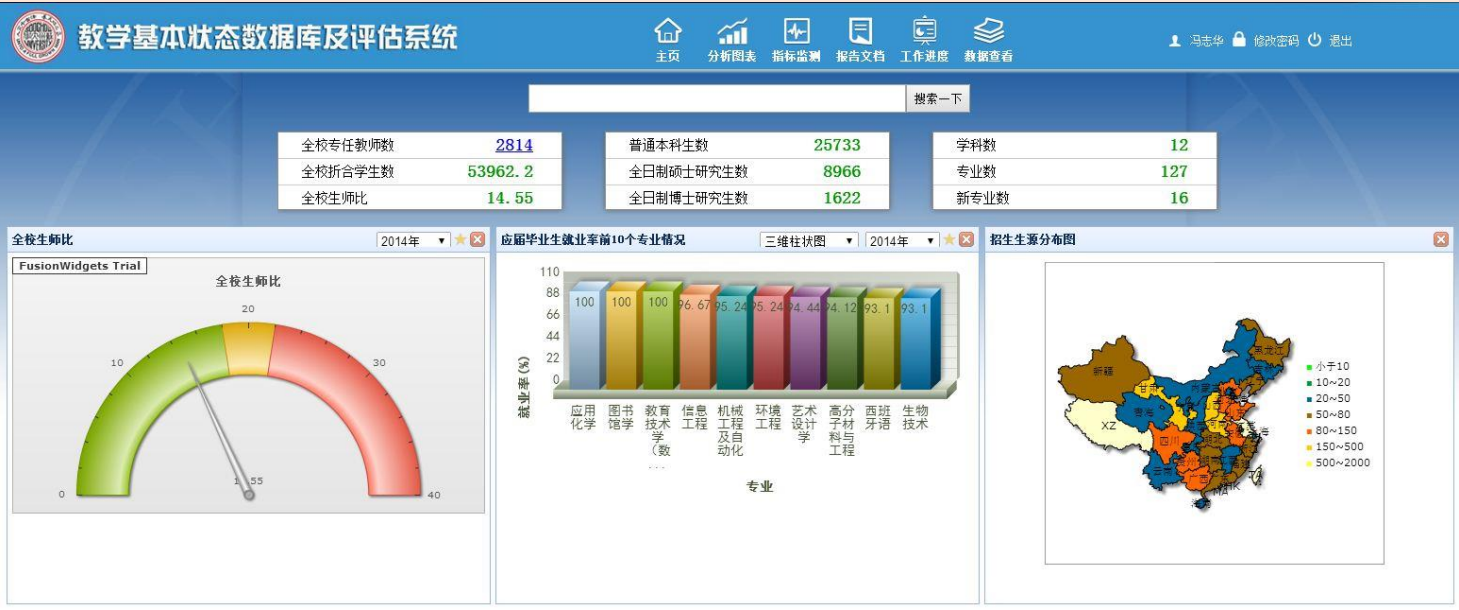 教学基本状态数据库及评估系统
主页 分析图表 指标监测 报告文档 工作进度 数据查看
冯志华 修改密码 退出
搜索一下
全校专任教师数 2814
全校折合学生数 53962.2
全校生师比 14.55
普通本科生数 25733
全日制硕士研究生数 8966
全日制博士研究生数 1622
学科数 12
专业数 127
新专业数 16
全校生师比 2014年
FusionWidgets Trial
全校生师比
0 10 20 30 40
应届毕业生就业率前10个专业情况 三维柱状图 2014年
就业率(%)
110
88
66
44
22
0
100 100 100 96.67 95.24 95.24 94.44 94.12 93.1 93.1
应用化学
图书馆学
教育技术学(数...
信息工程
机械工程及自动化
环境工程
艺术设计学
高分子材料与工程
西班牙语
生物技术
专业
招生生源分布图
黑龙江
新疆
甘肃
青海
XZ
四川
云南
广西
小于10
10~20
20~50
50~80
80~150
150~500
500~2000